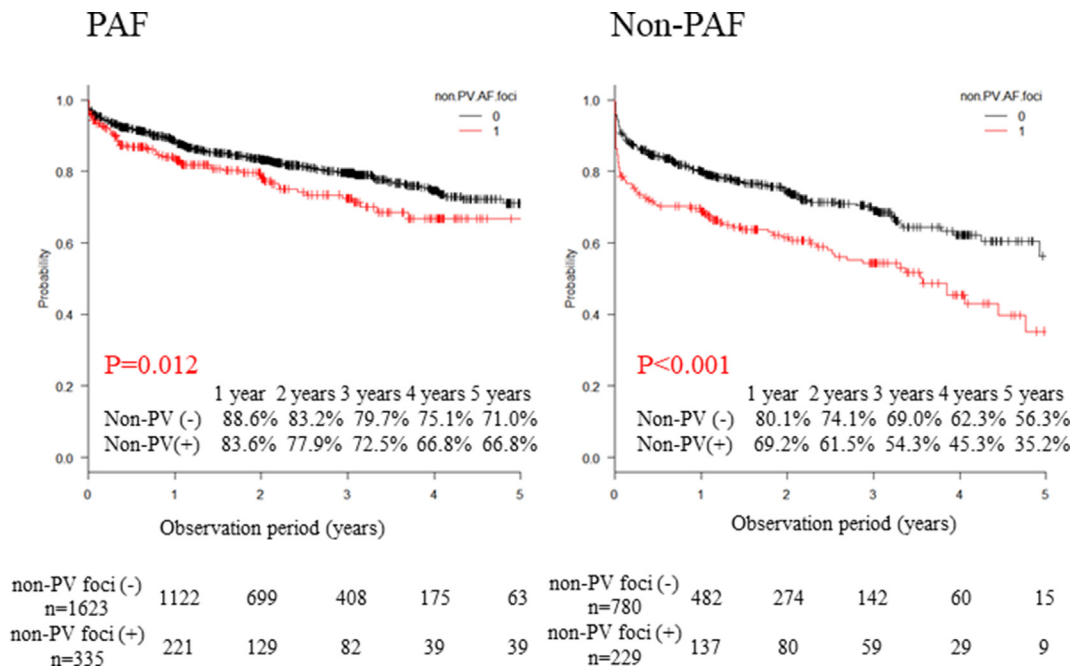 PAF
non.PV.AF.foci
0
1
1.0
0.8
0.6
0.4
0.2
0.0
Probability
P=0.012
1 year 2 years 3 years 4 years 5 years
Non-PV (-) 88.6% 83.2% 79.7% 75.1% 71.0%
Non-PV(+) 83.6% 77.9% 72.5% 66.8% 66.8%
0 1 2 3 4 5
Observation period (years)
non-PV foci (-)
n=1623 1122 699 408 175 63
non-PV foci (+)
n=335 221 129 82 39 39
Non-PAF
non.PV.AF.foci
0
1
1.0
0.8
0.6
0.4
0.2
0.0
Probability
P<0.001
1 year 2 years 3 years 4 years 5 years
Non-PV (-) 80.1% 74.1% 69.0% 62.3% 56.3%
Non-PV(+) 69.2% 61.5% 54.3% 45.3% 35.2%
0 1 2 3 4 5
Observation period (years)
non-PV foci (-)
n=780 482 274 142 60 15
non-PV foci (+)
n=229 137 80 59 29 9